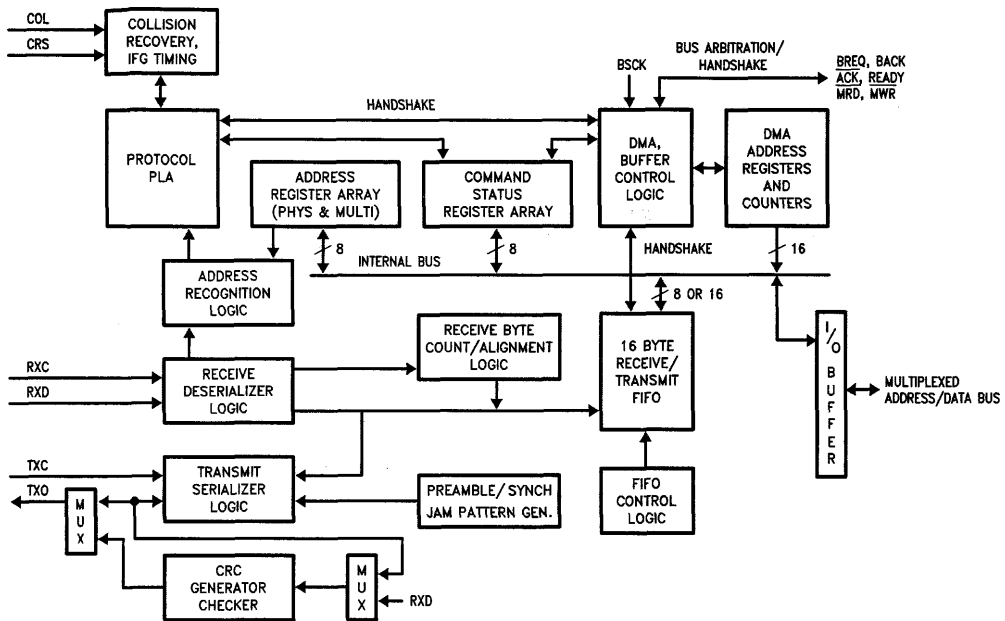 COL
CRS
COLLISION
RECOVERY,
IFG TIMING
BUS ARBITRATION/
HANDSHAKE
BSCK
BREQ, BACK
ACK, READY
MRD, MWR
HANDSHAKE
PROTOCOL
PLA
ADDRESS
REGISTER ARRAY
(PHYS & MULTI)
COMMAND
STATUS
REGISTER ARRAY
DMA,
BUFFER
CONTROL
LOGIC
DMA
ADDRESS
REGISTERS
AND
COUNTERS
8
8
HANDSHAKE
16
INTERNAL BUS
ADDRESS
RECOGNITION
LOGIC
8 OR 16
RECEIVE BYTE
COUNT/ALIGNMENT
LOGIC
16 BYTE
RECEIVE/
TRANSMIT
FIFO
I/O BUFFER
MULTIPLEXED
ADDRESS/DATA BUS
RXC
RXD
RECEIVE
DESERIALIZER
LOGIC
TXC
TXO
TRANSMIT
SERIALIZER
LOGIC
PREAMBLE/SYNCH
JAM PATTERN GEN.
FIFO
CONTROL
LOGIC
MUX
CRC
GENERATOR
CHECKER
MUX
RXD